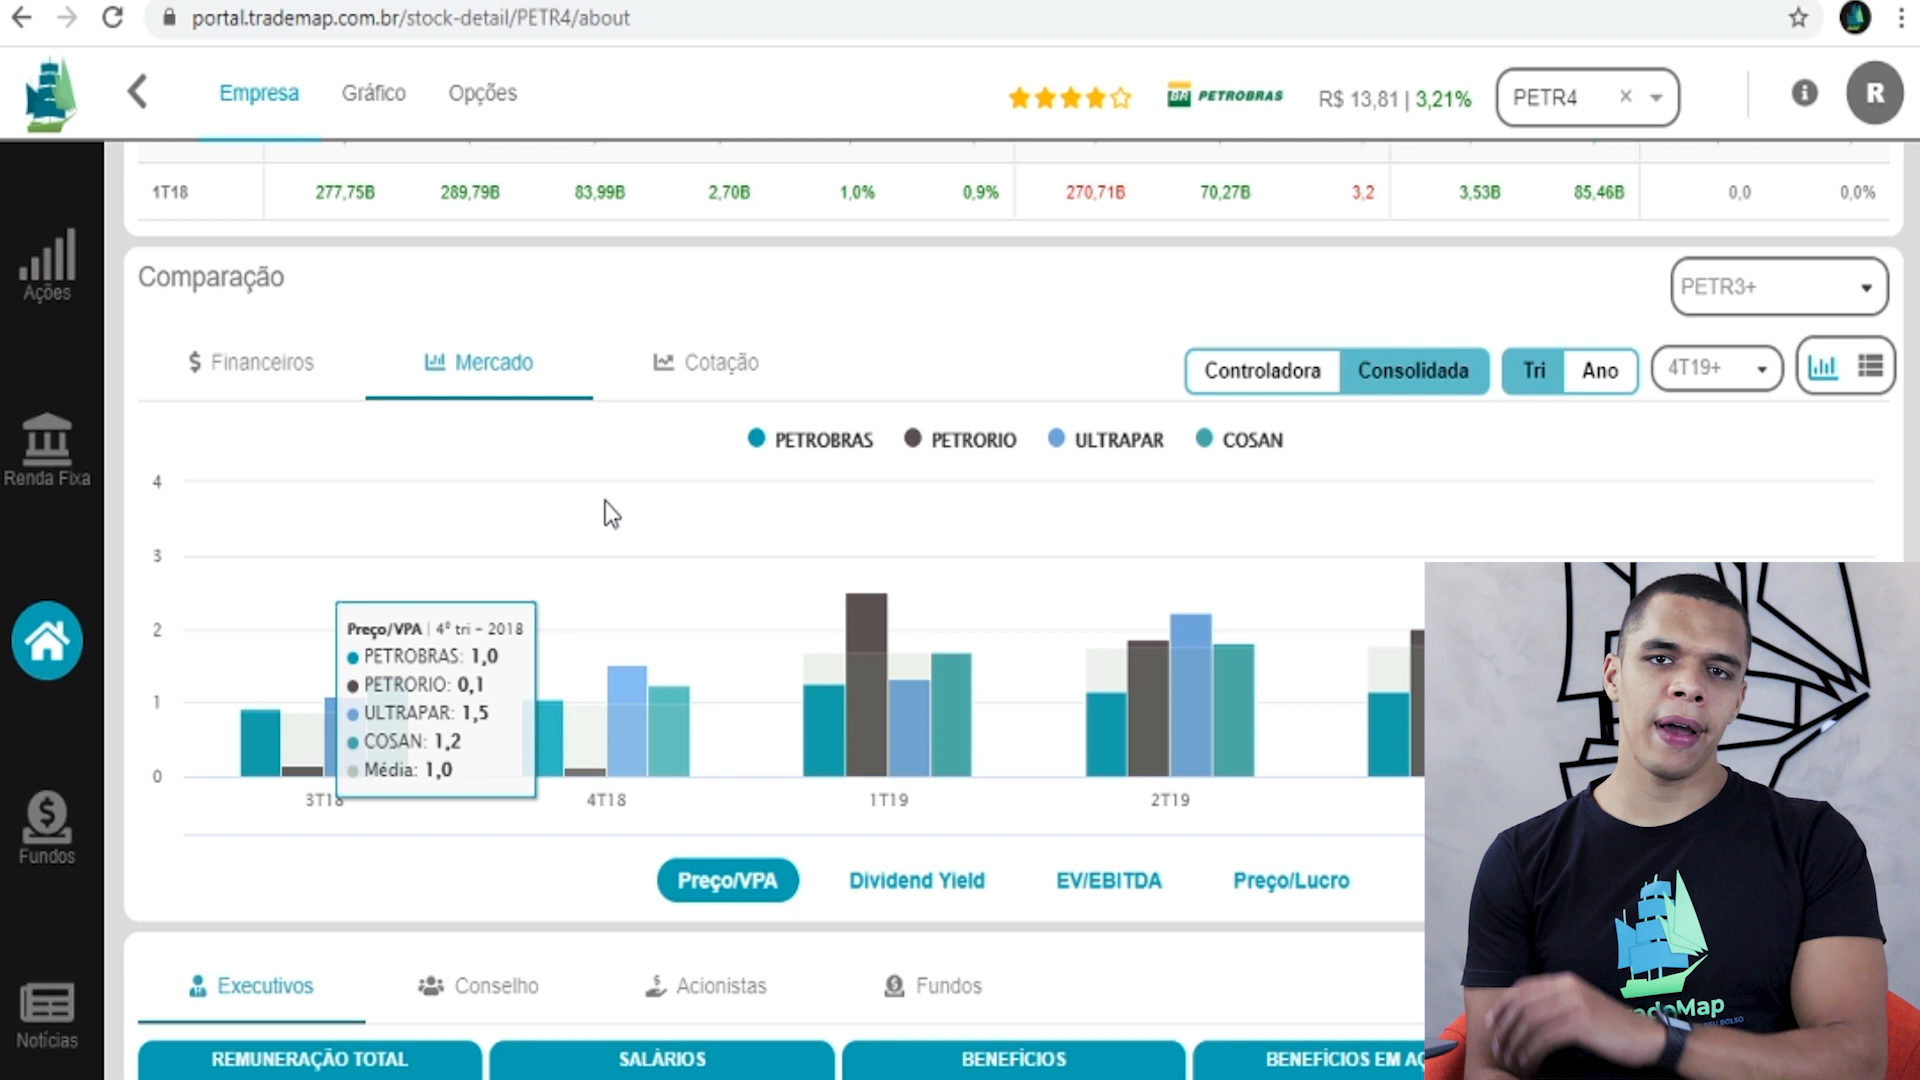 portal.trademap.com.br/stock-detail/PETR4/about
Empresa
Gráfico
Opções
BR PETROBRAS
R$ 13,81 | 3,21%
PETR4
R
1T18 277,75B 289,79B 83,99B 2,70B 1,0% 0,9% 270,71B 70,27B 3,2 3,53B 85,46B 0,0 0,0%
Ações
Renda Fixa
Fundos
Notícias
Comparação
PETR3+
Financeiros
Mercado
Cotação
Controladora
Consolidada
Tri
Ano
4T19+
PETROBRAS
PETRORIO
ULTRAPAR
COSAN
4
3
2
1
0
Preço/VPA | 4º tri - 2018
PETROBRAS: 1,0
PETRORIO: 0,1
ULTRAPAR: 1,5
COSAN: 1,2
Média: 1,0
3T18
4T18
1T19
2T19
Preço/VPA
Dividend Yield
EV/EBITDA
Preço/Lucro
Executivos
Conselho
Acionistas
Fundos
REMUNERAÇÃO TOTAL
SALÁRIOS
BENEFÍCIOS
BENEFÍCIOS EM